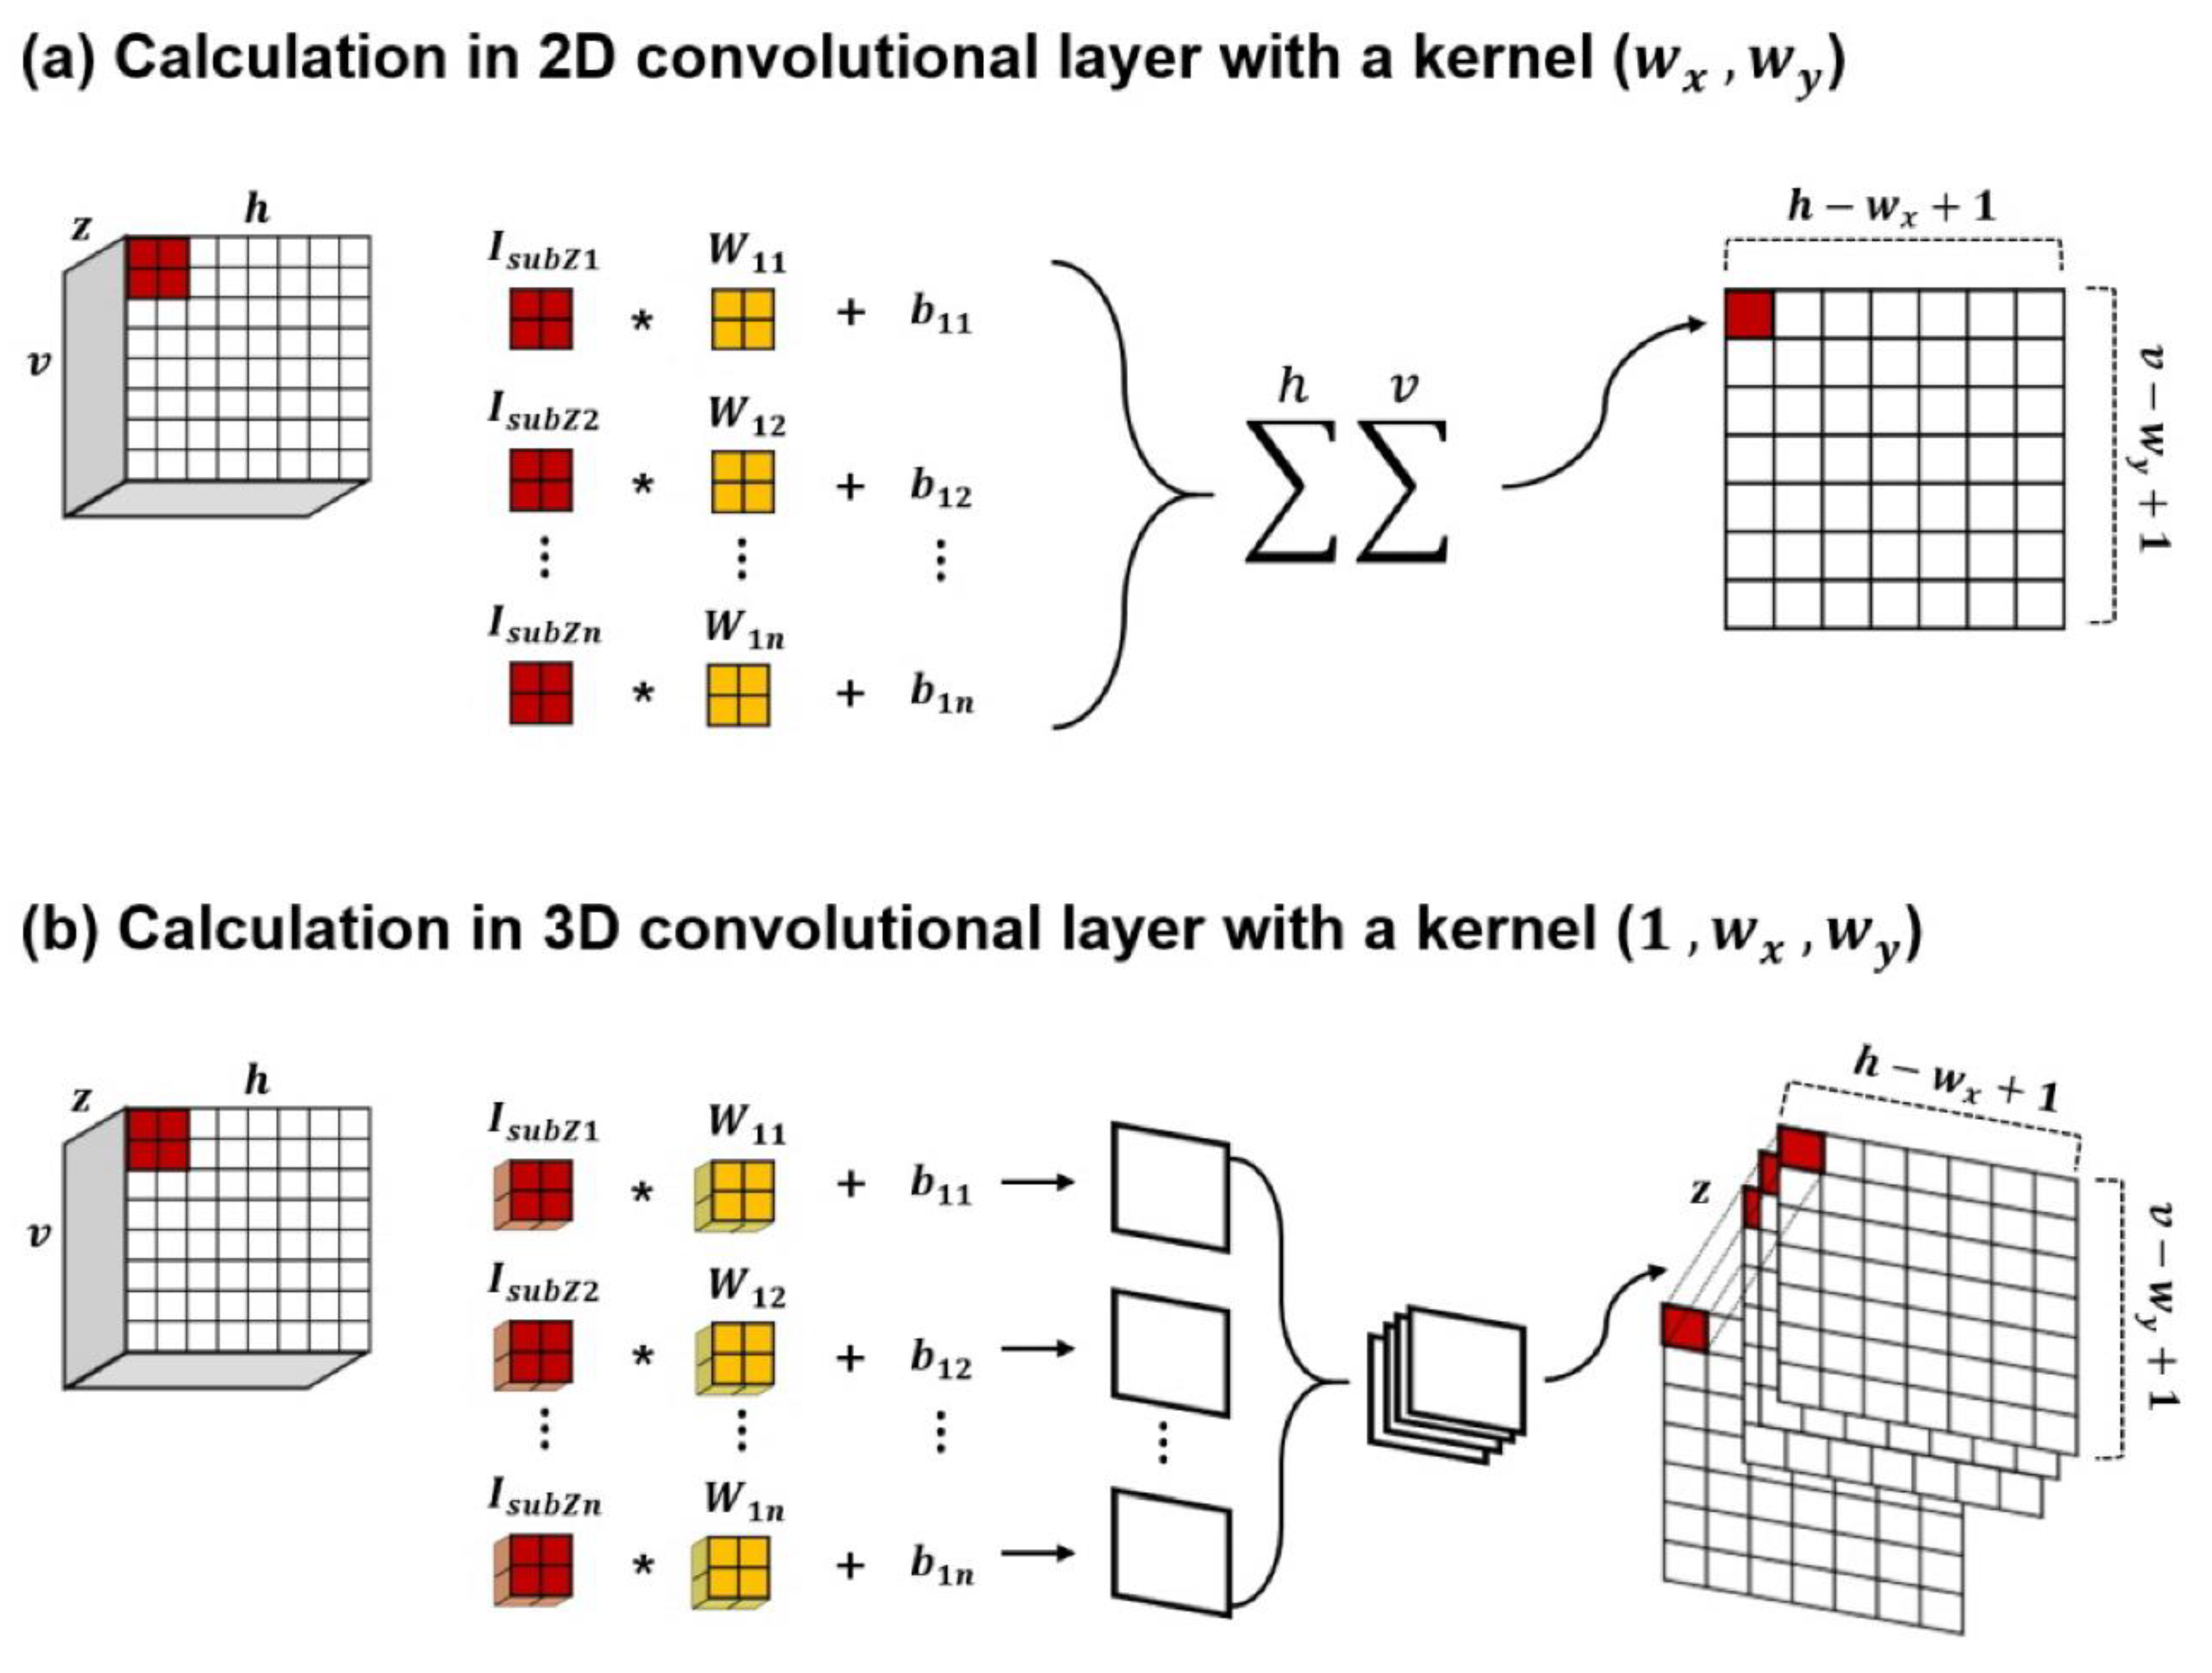 (a) Calculation in 2D convolutional layer with a kernel (w_x , w_y)
z h
v
I_subZ1 * W_11 + b_11
I_subZ2 * W_12 + b_12
⋮ ⋮ ⋮
I_subZn * W_1n + b_1n
h v
∑ ∑
h − w_x + 1
v − w_y + 1
(b) Calculation in 3D convolutional layer with a kernel (1 , w_x , w_y)
z h
v
I_subZ1 * W_11 + b_11
I_subZ2 * W_12 + b_12
⋮ ⋮ ⋮ ⋮
I_subZn * W_1n + b_1n
h − w_x + 1
z
v − w_y + 1